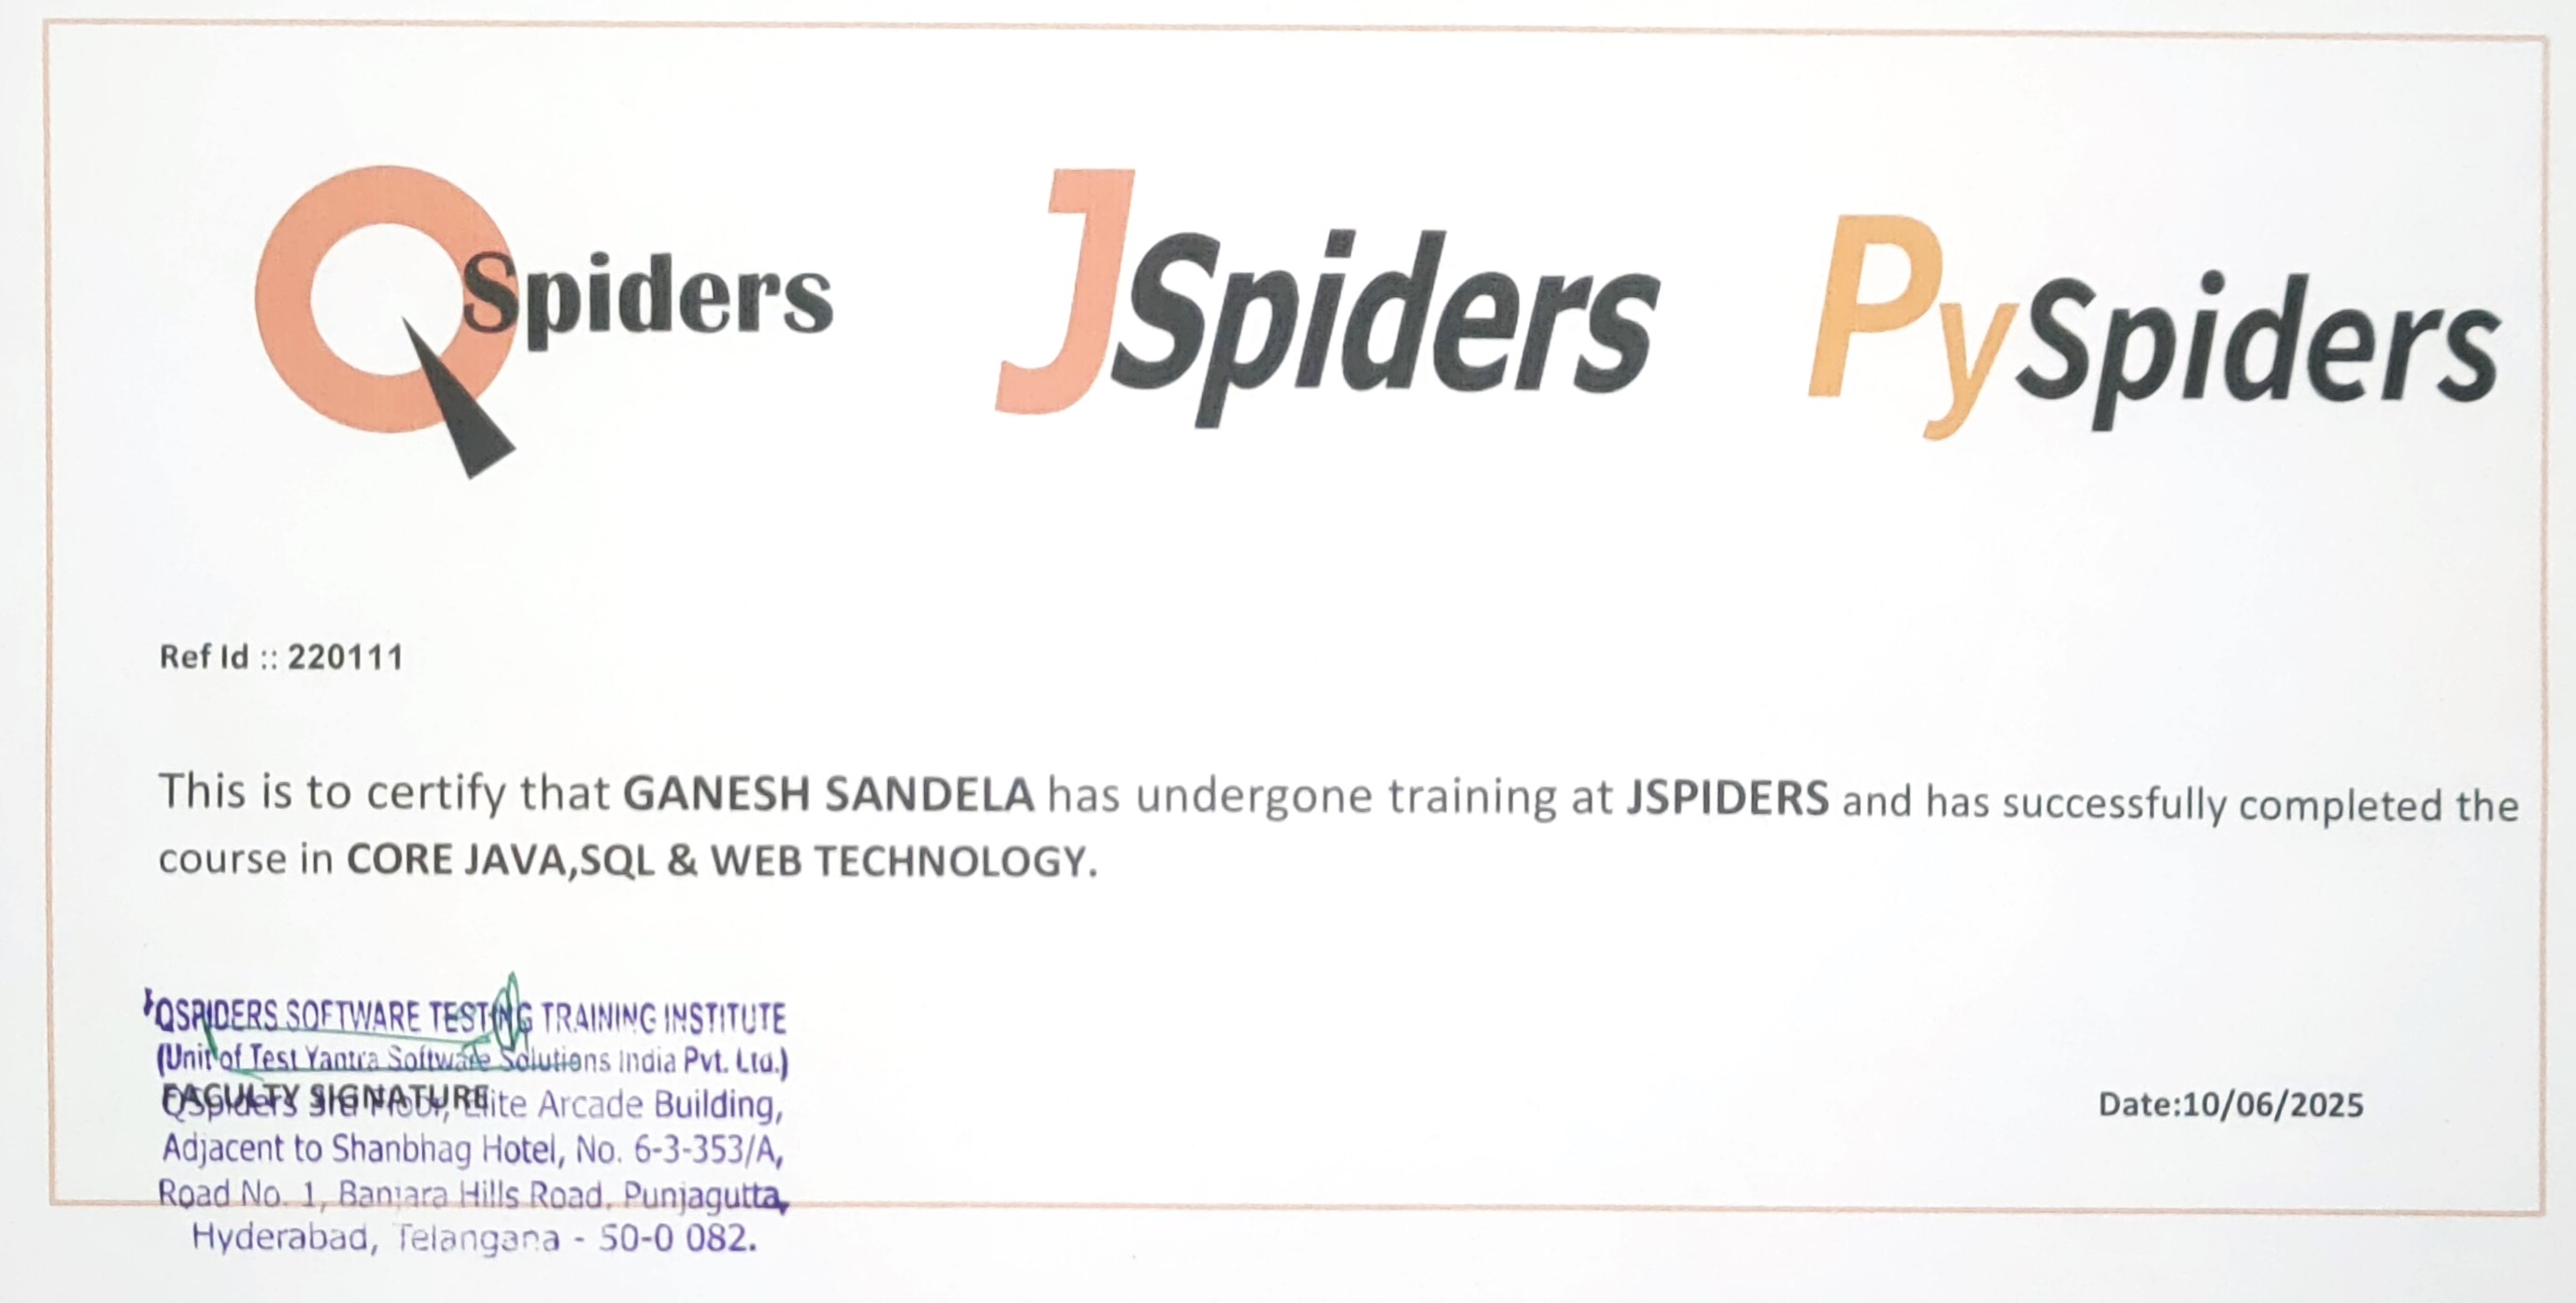 QSpiders
JSpiders
PySpiders
Ref Id :: 220111
This is to certify that GANESH SANDELA has undergone training at JSPIDERS and has successfully completed the
course in CORE JAVA,SQL & WEB TECHNOLOGY.
QSPIDERS SOFTWARE TESTING TRAINING INSTITUTE
(Unit of Test Yantra Software Solutions India Pvt. Ltd.)
FACULTY SIGNATURE
QSpiders Elite Arcade Building,
Date:10/06/2025
Adjacent to Shanbhag Hotel, No. 6-3-353/A,
Road No. 1, Banjara Hills Road, Punjagutta,
Hyderabad, Telangana - 50-0 082.